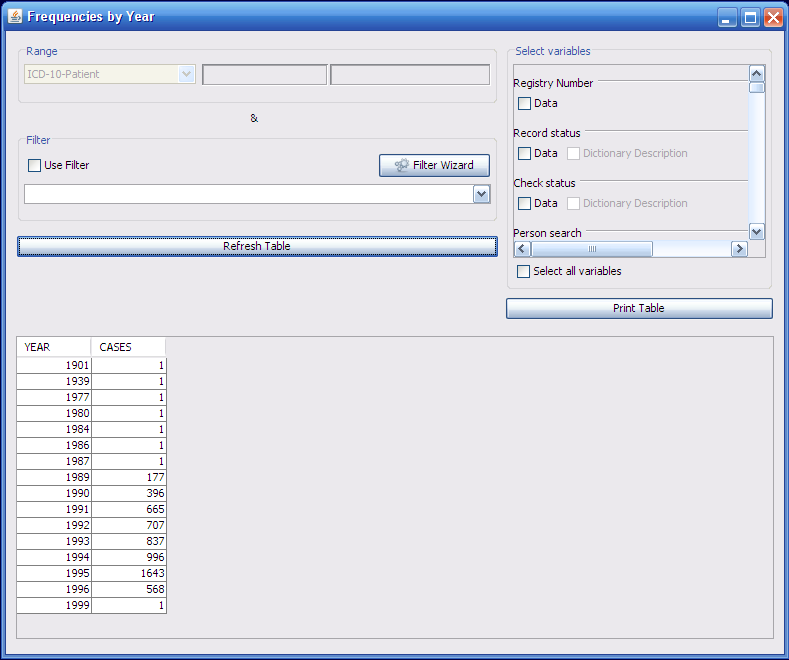 Frequencies by Year
Range
ICD-10-Patient
&
Filter
Use Filter
Filter Wizard
Refresh Table
Select variables
Registry Number
Data
Record status
Data Dictionary Description
Check status
Data Dictionary Description
Person search
Select all variables
Print Table
YEAR CASES
1901 1
1939 1
1977 1
1980 1
1984 1
1986 1
1987 1
1989 177
1990 396
1991 665
1992 707
1993 837
1994 996
1995 1643
1996 568
1999 1